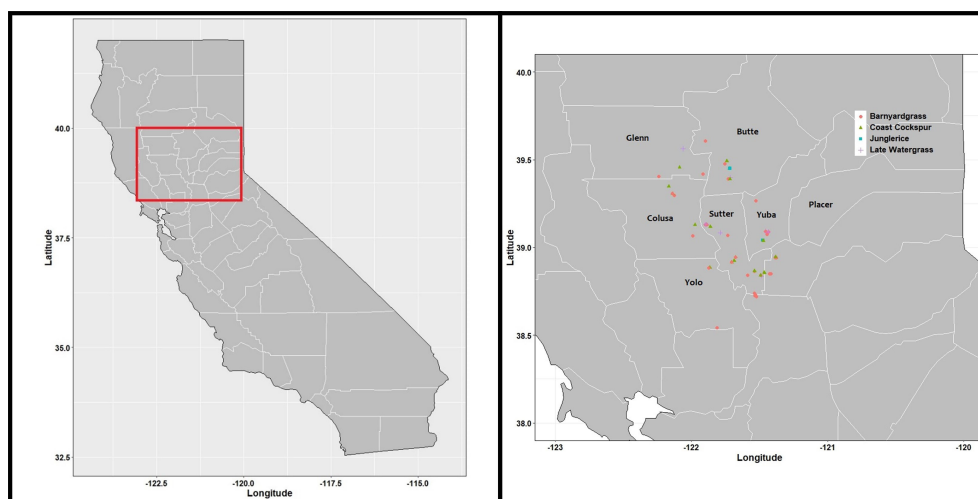 40.0
37.5
35.0
32.5
Latitude
-122.5
-120.0
-117.5
-115.0
Longitude
40.0
39.5
39.0
38.5
38.0
Latitude
Barnyardgrass
Coast Cockspur
Junglerice
Late Watergrass
Glenn
Butte
Colusa
Sutter
Yuba
Placer
Yolo
-123
-122
-121
-120
Longitude